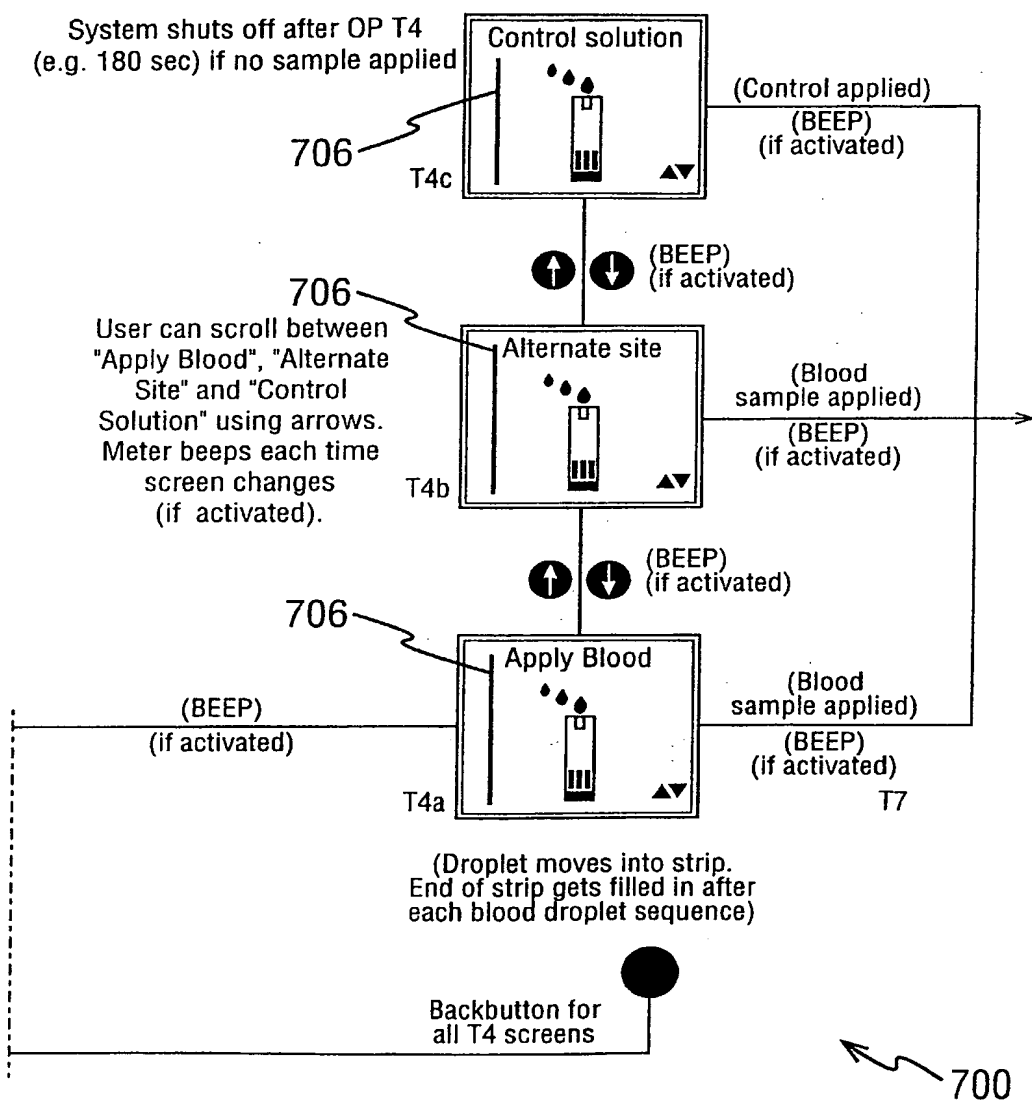 System shuts off after OP T4
(e.g. 180 sec) if no sample applied
Control solution
706
T4c
(Control applied)
(BEEP)
(if activated)
(BEEP)
(if activated)
706
User can scroll between
"Apply Blood", "Alternate
Site" and "Control
Solution" using arrows.
Meter beeps each time
screen changes
(if activated).
Alternate site
T4b
(Blood
sample applied)
(BEEP)
(if activated)
(BEEP)
(if activated)
706
Apply Blood
T4a
(BEEP)
(if activated)
(Blood
sample applied)
(BEEP)
(if activated)
T7
(Droplet moves into strip.
End of strip gets filled in after
each blood droplet sequence)
Backbutton for
all T4 screens
700